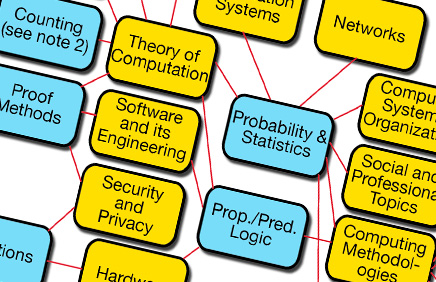 Systems
Networks
Counting
(see note 2)
Theory of
Computation
Proof
Methods
Software
and its
Engineering
Probability &
Statistics
Security
and
Privacy
Social and
Topics
Prop./Pred.
Logic
Computing
Methodol-
ogies